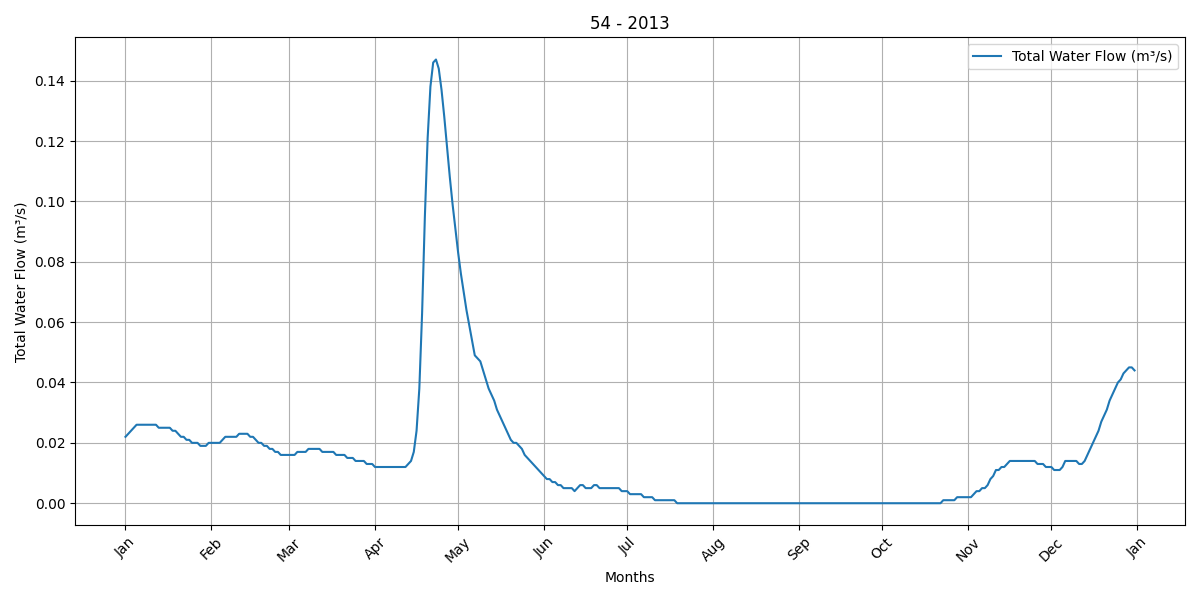 54 - 2013
Total Water Flow (m³/s)
Total Water Flow (m³/s)
0.14
0.12
0.10
0.08
0.06
0.04
0.02
0.00
Jan
Feb
Mar
Apr
May
Jun
Jul
Aug
Sep
Oct
Nov
Dec
Jan
Months